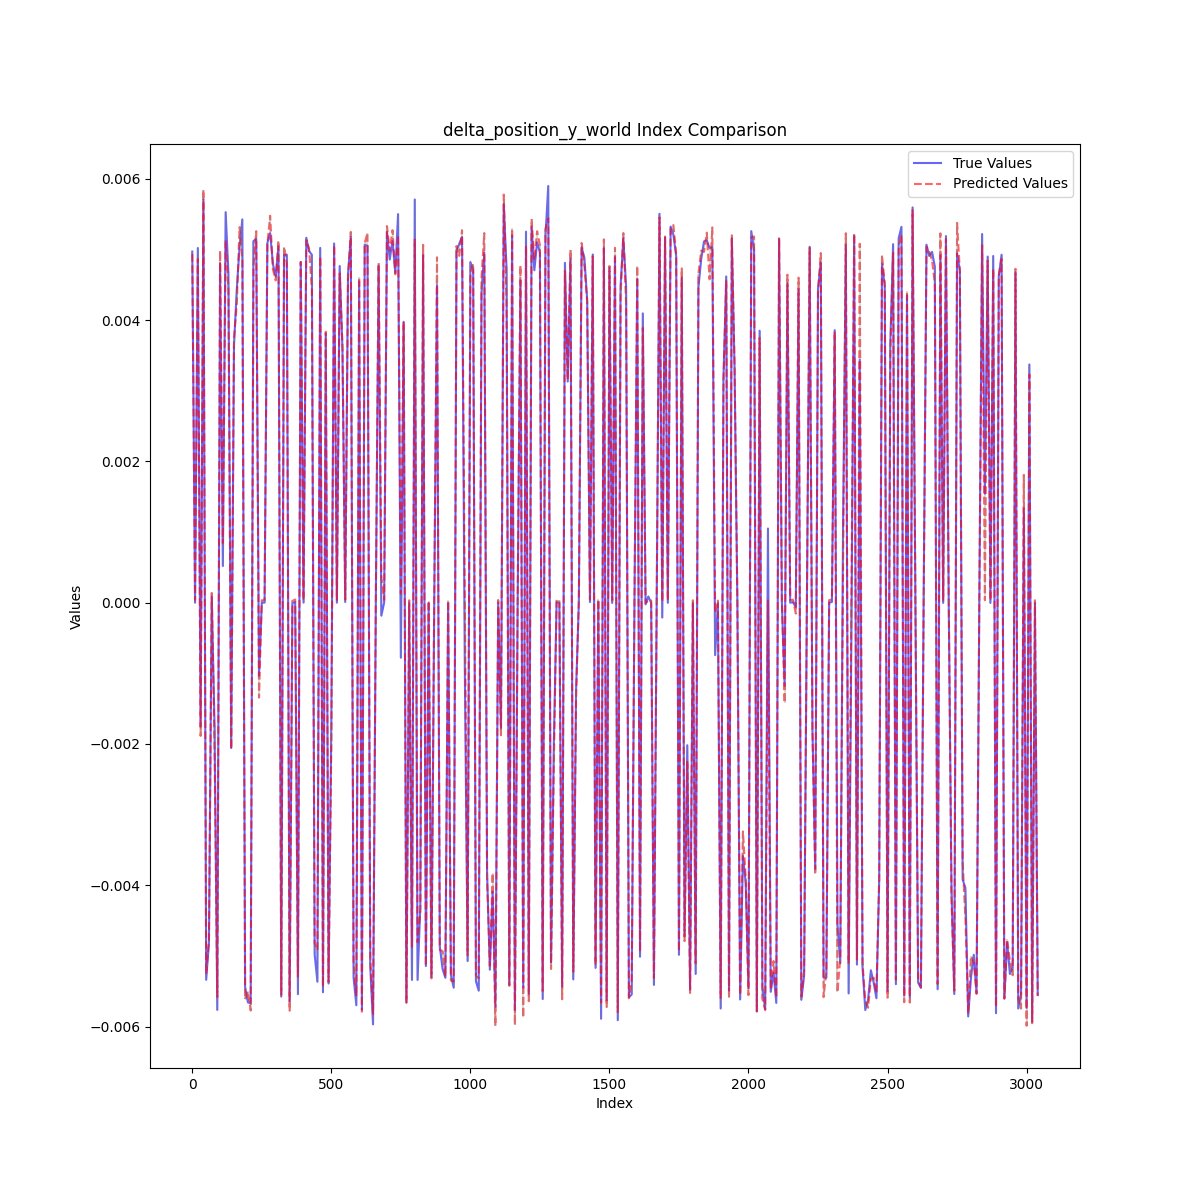 delta_position_y_world Index Comparison
True Values
Predicted Values
0.006
0.004
0.002
0.000
−0.002
−0.004
−0.006
Values
0 500 1000 1500 2000 2500 3000
Index